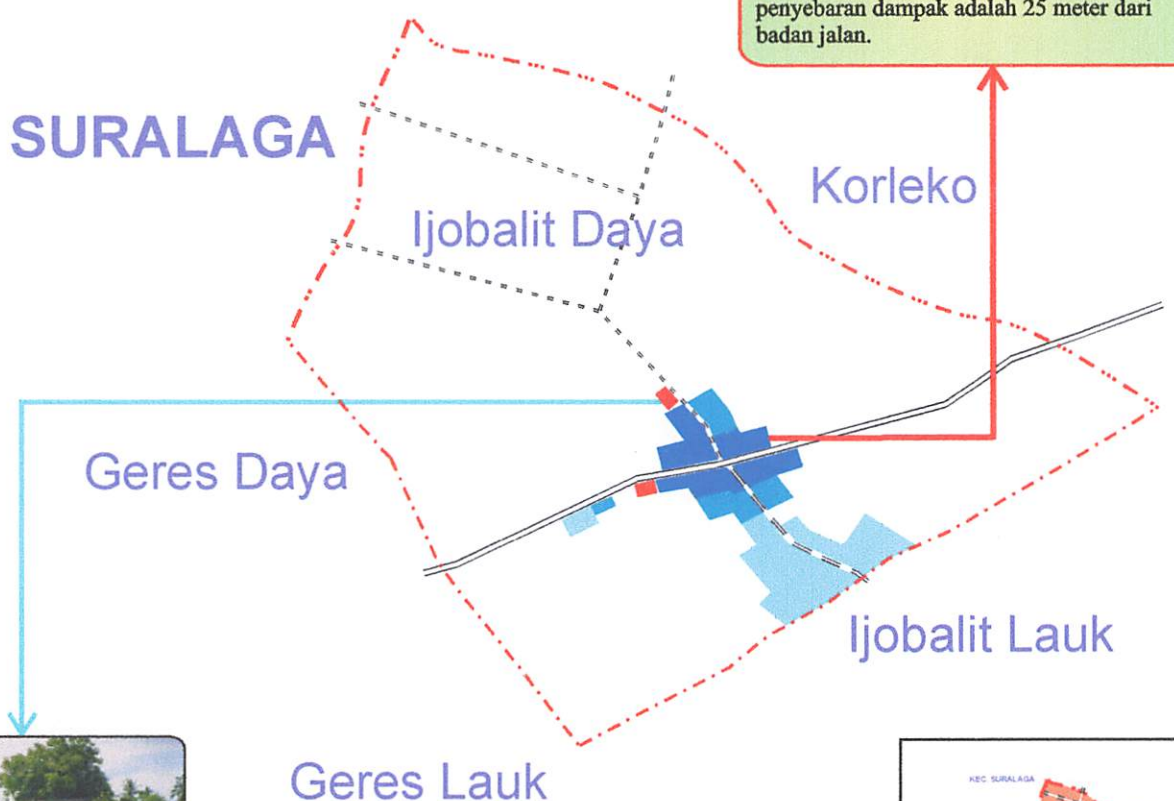 penyebaran dampak adalah 25 meter dari
badan jalan.
SURALAGA
Korleko
Ijobalit Daya
Geres Daya
Ijobalit Lauk
Geres Lauk
KEC. SURALAGA